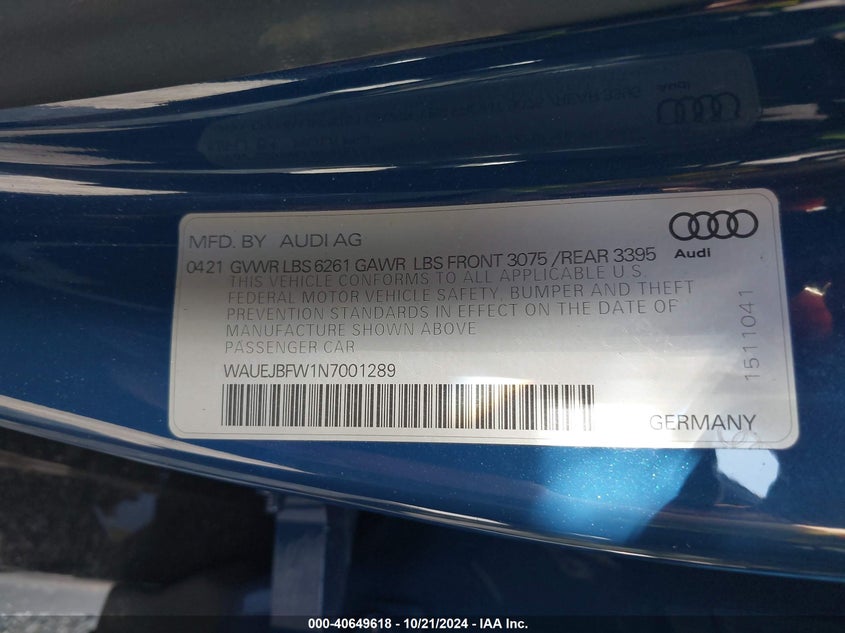 MFD. BY AUDI AG
Audi
0421 GVWR LBS 6261 GAWR LBS FRONT 3075 /REAR 3395
THIS VEHICLE CONFORMS TO ALL APPLICABLE U.S.
FEDERAL MOTOR VEHICLE SAFETY, BUMPER AND THEFT
PREVENTION STANDARDS IN EFFECT ON THE DATE OF
MANUFACTURE SHOWN ABOVE
PASSENGER CAR
WAUEJBFW1N7001289
1511041
GERMANY
000-40649618 - 10/21/2024 - IAA Inc.